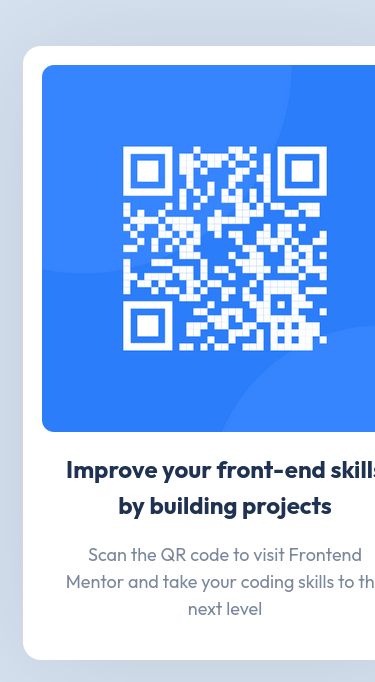 Improve your front-end skills
by building projects
Scan the QR code to visit Frontend
Mentor and take your coding skills to th
next level